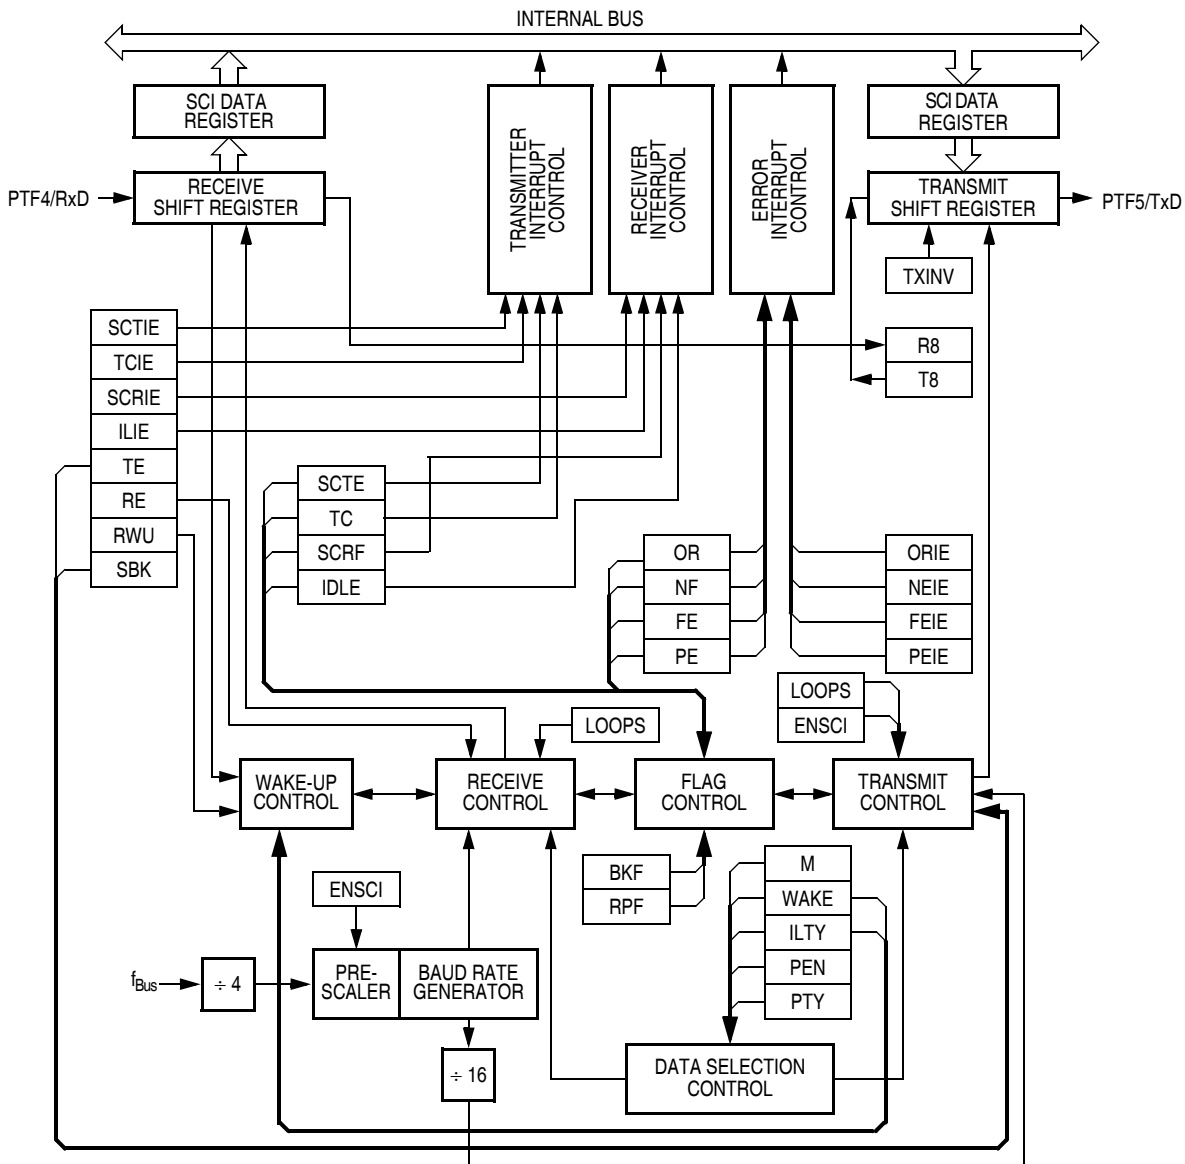 INTERNAL BUS
SCI DATA
REGISTER
SCI DATA
REGISTER
TRANSMITTER
INTERRUPT
CONTROL
RECEIVER
INTERRUPT
CONTROL
ERROR
INTERRUPT
CONTROL
PTF4/RxD
RECEIVE
SHIFT REGISTER
TRANSMIT
SHIFT REGISTER
PTF5/TxD
TXINV
SCTIE
TCIE
SCRIE
ILIE
TE
RE
RWU
SBK
R8
T8
SCTE
TC
SCRF
IDLE
OR
NF
FE
PE
ORIE
NEIE
FEIE
PEIE
LOOPS
ENSCI
LOOPS
WAKE-UP
CONTROL
RECEIVE
CONTROL
FLAG
CONTROL
TRANSMIT
CONTROL
BKF
RPF
M
WAKE
ILTY
PEN
PTY
ENSCI
fBus
÷ 4
PRE-
SCALER
BAUD RATE
GENERATOR
÷ 16
DATA SELECTION
CONTROL